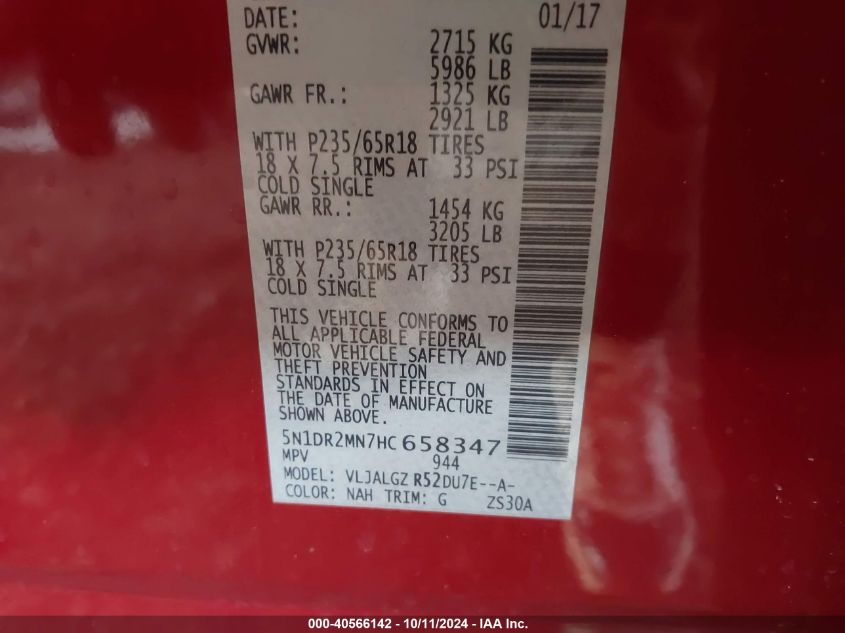 DATE: 01/17
GVWR: 2715 KG
5986 LB
GAWR FR.: 1325 KG
2921 LB
WITH P235/65R18 TIRES
18 X 7.5 RIMS AT 33 PSI
COLD SINGLE
GAWR RR.: 1454 KG
3205 LB
WITH P235/65R18 TIRES
18 X 7.5 RIMS AT 33 PSI
COLD SINGLE
THIS VEHICLE CONFORMS TO
ALL APPLICABLE FEDERAL
MOTOR VEHICLE SAFETY AND
THEFT PREVENTION
STANDARDS IN EFFECT ON
THE DATE OF MANUFACTURE
SHOWN ABOVE.
5N1DR2MN7HC658347
MPV 944
MODEL: VLJALGZ R52DU7E--A-
COLOR: NAH TRIM: G ZS30A
000-40566142 - 10/11/2024 - IAA Inc.